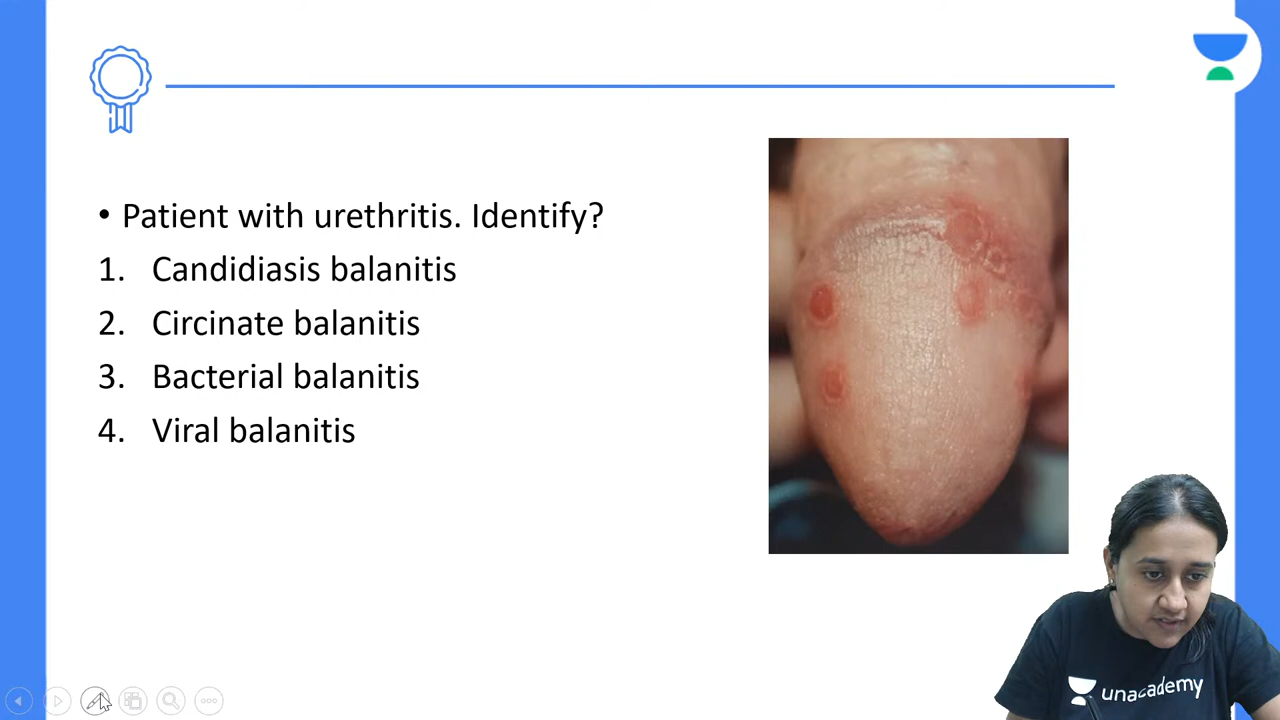 • Patient with urethritis. Identify?
1. Candidiasis balanitis
2. Circinate balanitis
3. Bacterial balanitis
4. Viral balanitis
unacademy